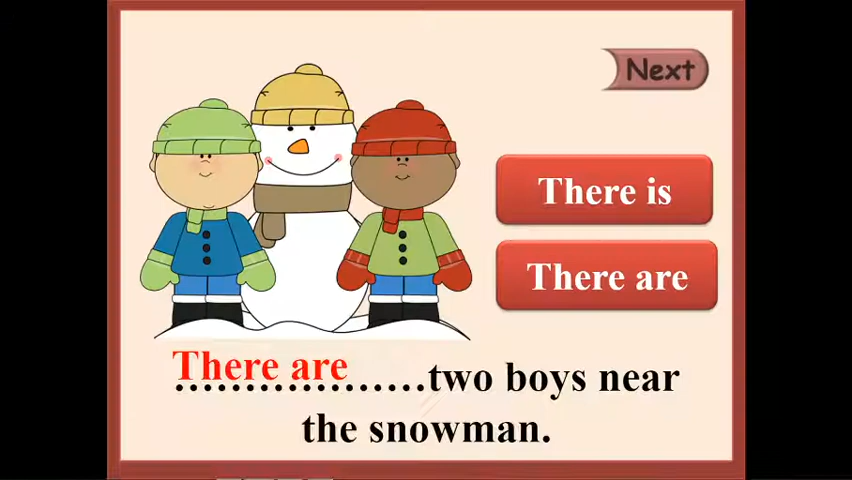 Next
There is
There are
There are
………………two boys near
the snowman.